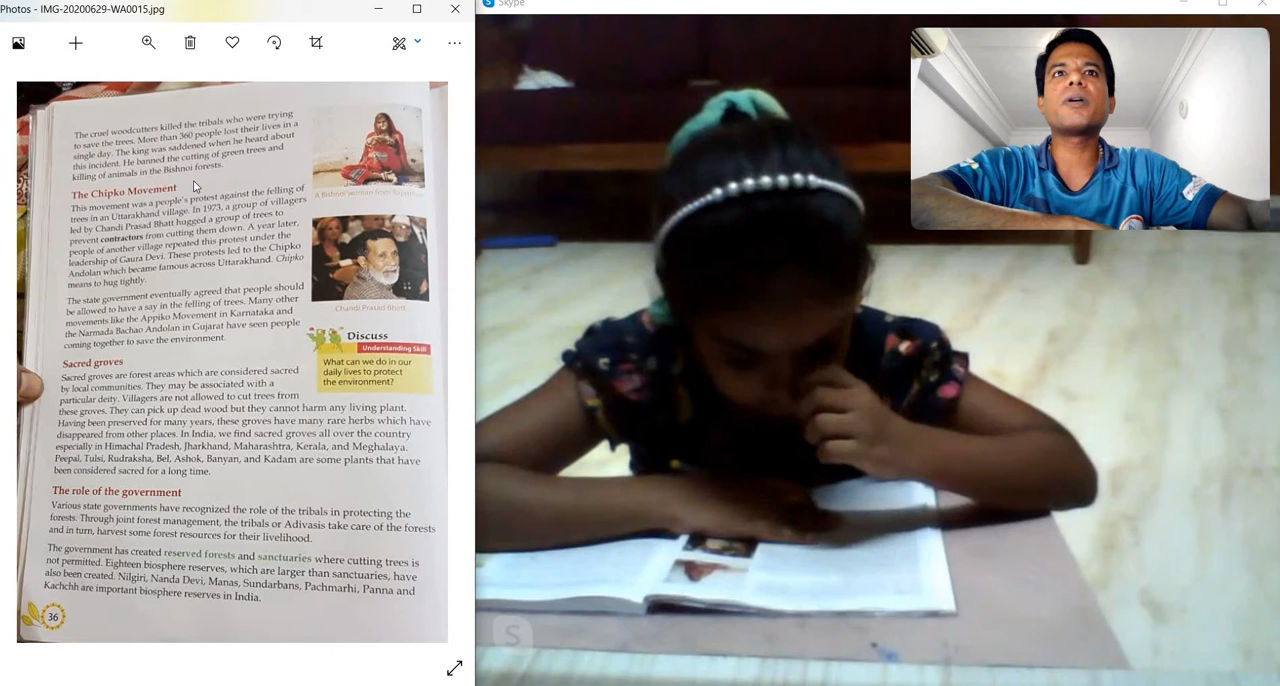 Photos - IMG-20200629-WA0015.jpg
Skype
The cruel woodcutters killed the tribals who were trying
to save the trees. More than 360 people lost their lives in a
single day. The king was saddened when he heard about
this incident. He banned the cutting of green trees and
killing of animals in the Bishnoi forests.
A Bishnoi woman from Rajasthan
The Chipko Movement
This movement was a people's protest against the felling of
trees in an Uttarakhand village. In 1973, a group of villagers
led by Chandi Prasad Bhatt hugged a group of trees to
prevent contractors from cutting them down. A year later,
people of another village repeated this protest under the
leadership of Gaura Devi. These protests led to the Chipko
Andolan which became famous across Uttarakhand. Chipko
means to hug tightly.
Chandi Prasad Bhatt
The state government eventually agreed that people should
be allowed to have a say in the felling of trees. Many other
movements like the Appiko Movement in Karnataka and
the Narmada Bachao Andolan in Gujarat have seen people
coming together to save the environment.
Discuss
Understanding Skill
What can we do in our
daily lives to protect
the environment?
Sacred groves
Sacred groves are forest areas which are considered sacred
by local communities. They may be associated with a
particular deity. Villagers are not allowed to cut trees from
these groves. They can pick up dead wood but they cannot harm any living plant.
Having been preserved for many years, these groves have many rare herbs which have
disappeared from other places. In India, we find sacred groves all over the country
especially in Himachal Pradesh, Jharkhand, Maharashtra, Kerala, and Meghalaya.
Peepal, Tulsi, Rudraksha, Bel, Ashok, Banyan, and Kadam are some plants that have
been considered sacred for a long time.
The role of the government
Various state governments have recognized the role of the tribals in protecting the
forests. Through joint forest management, the tribals or Adivasis take care of the forests
and in turn, harvest some forest resources for their livelihood.
The government has created reserved forests and sanctuaries where cutting trees is
not permitted. Eighteen biosphere reserves, which are larger than sanctuaries, have
also been created. Nilgiri, Nanda Devi, Manas, Sundarbans, Pachmarhi, Panna and
Kachchh are important biosphere reserves in India.
36
S